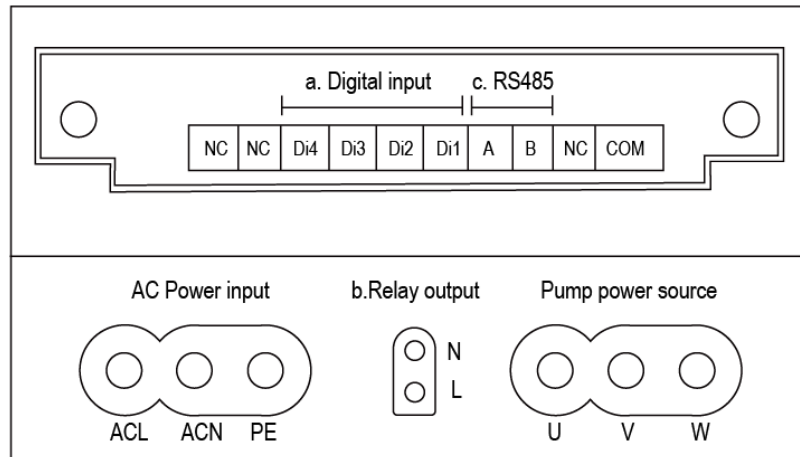 a. Digital input c. RS485
NC NC Di4 Di3 Di2 Di1 A B NC COM
AC Power input b.Relay output Pump power source
N
L
ACL ACN PE U V W